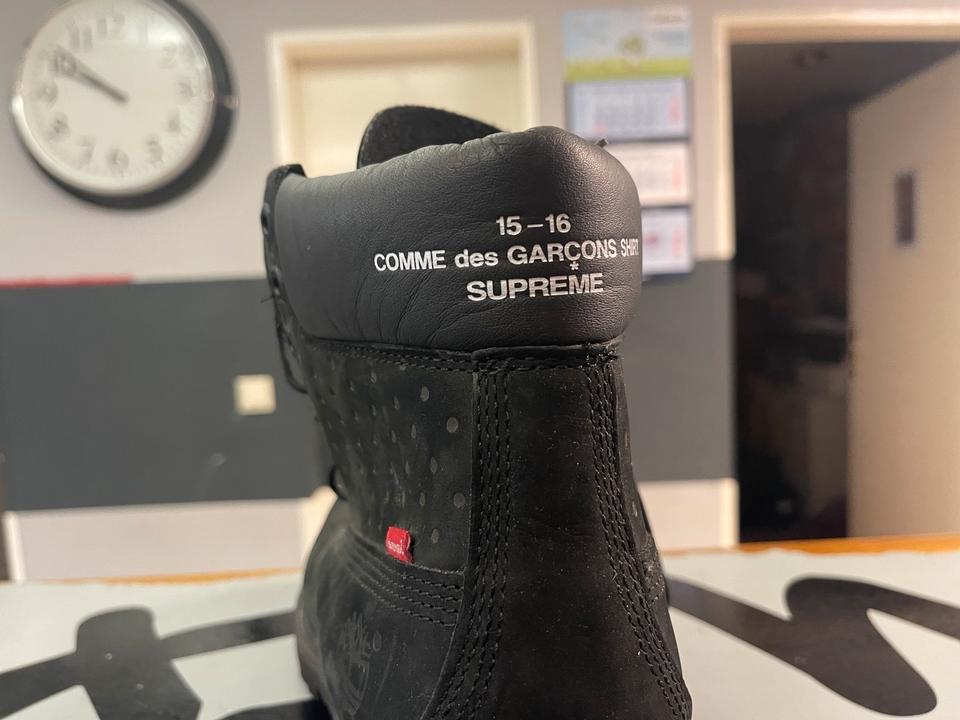 15–16
COMME des GARÇONS SHIRT
*
SUPREME